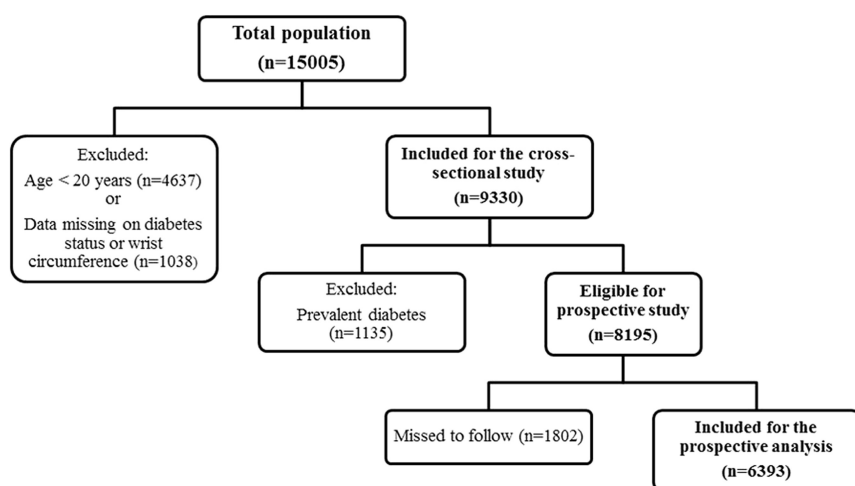 Total population
(n=15005)
Excluded:
Age < 20 years (n=4637)
or
Data missing on diabetes
status or wrist
circumference (n=1038)
Included for the cross-
sectional study
(n=9330)
Excluded:
Prevalent diabetes
(n=1135)
Eligible for
prospective study
(n=8195)
Missed to follow (n=1802)
Included for the
prospective analysis
(n=6393)